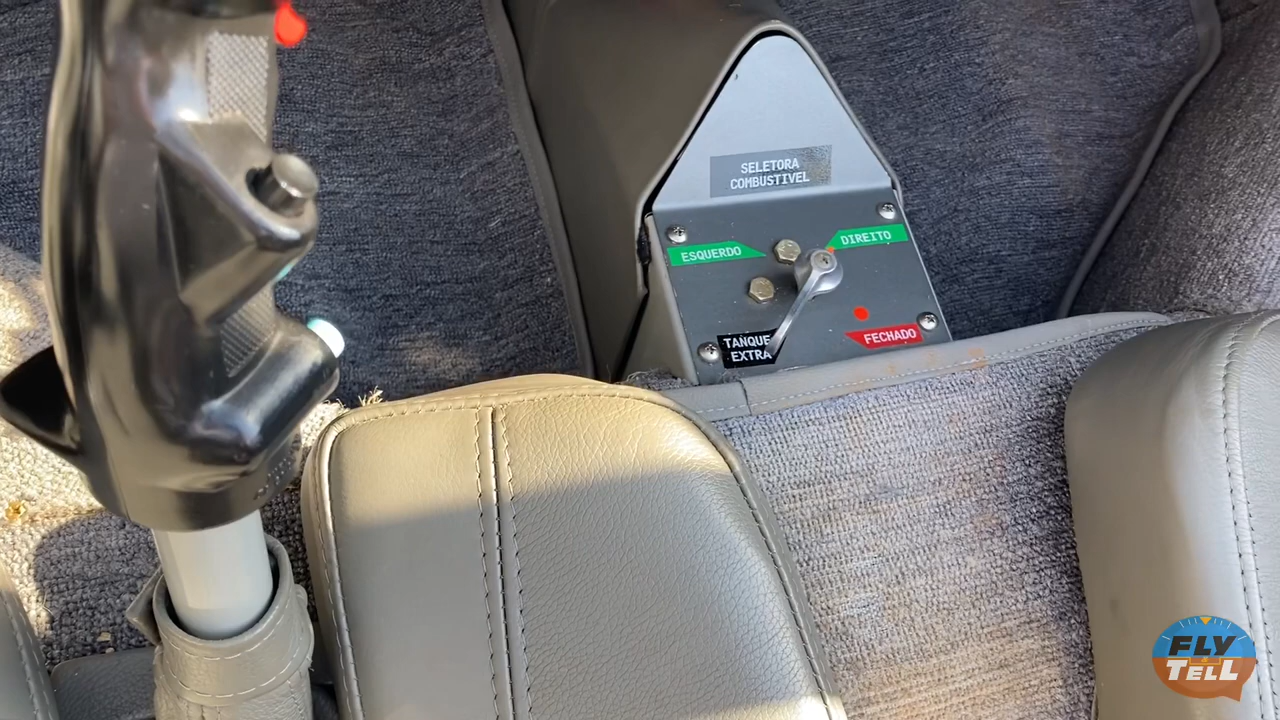 SELETORA
COMBUSTIVEL
ESQUERDO
DIREITO
TANQUE
EXTRA
FECHADO
FLY
TELL